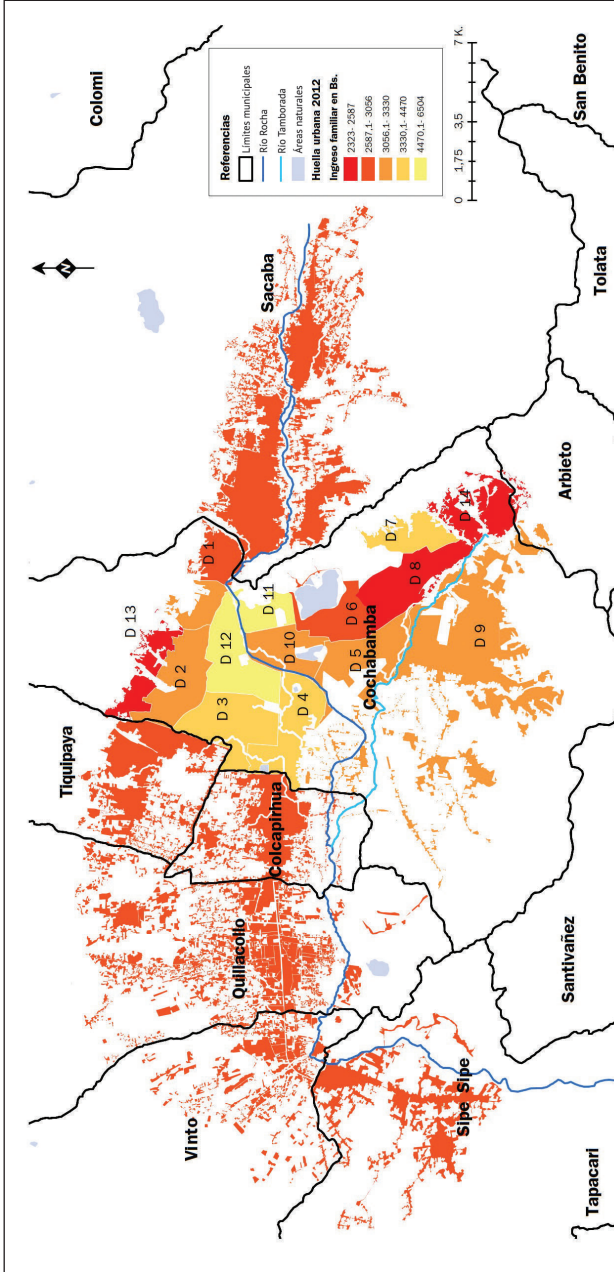 Colomi
N
Referencias
Límites municipales
Río Rocha
Río Tamborada
Áreas naturales
Huella urbana 2012
Ingreso familiar en Bs.
2323- 2587
2587,1- 3056
3056,1- 3330
3330,1- 4470
4470,1- 6504
0 1,75 3,5 7 K.
San Benito
Tolata
Arbieto
Sacaba
Tiquipaya
D 13
D 1
D 2
D 12
D 11
D 3
D 10
D 4
D 6
D 7
D 5
D 8
D 14
D 9
Cochabamba
Colcapirhua
Quillacollo
Vinto
Sipe Sipe
Santivañez
Tapacari